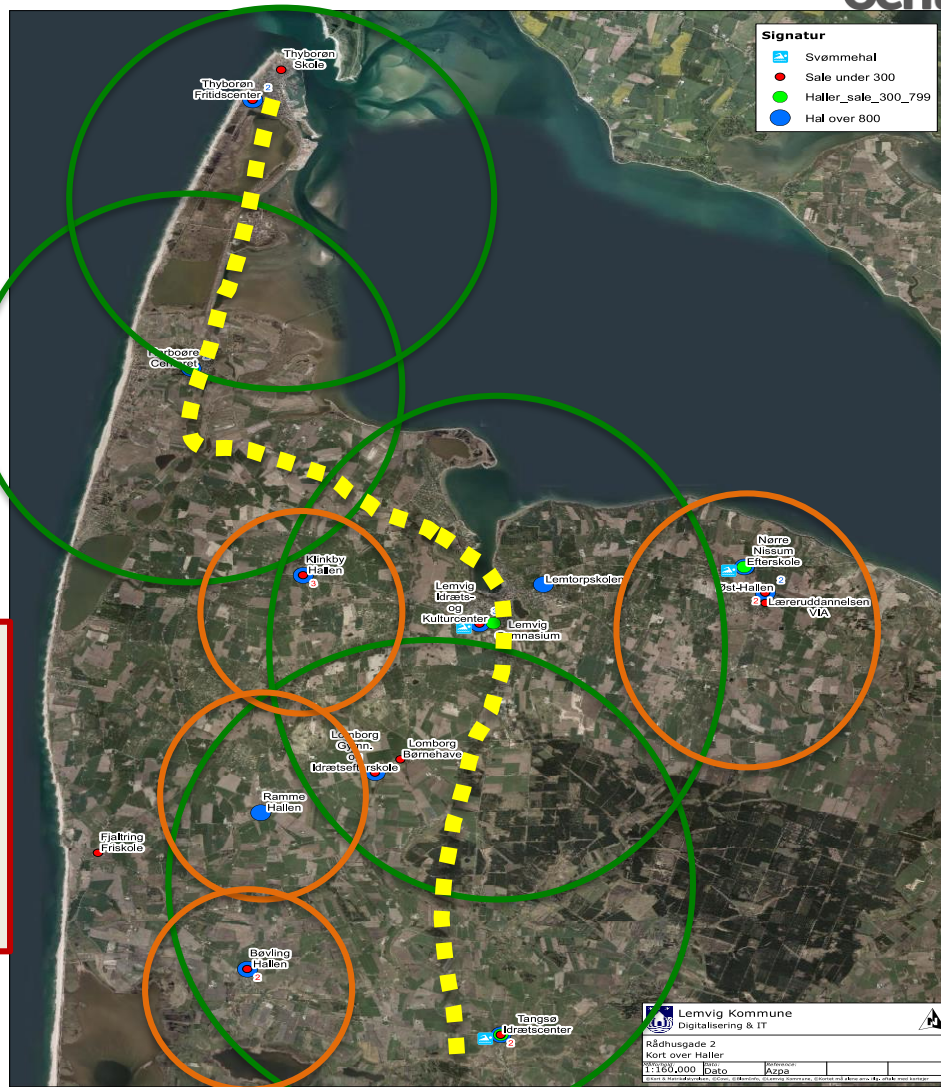 Signatur
Svømmehal
Sale under 300
Haller_sale_300_799
Hal over 800
Thyborøn
Skole
Thyborøn
Fritidscenter
2
Centeret
Klinkby
Hallen
3
Nørre
Nissum
Efterskole
2
Øst-Hallen
2
Læreruddannelsen
VIA
Lemtorpskolen
Lemvig
Idræts-
og
Kulturcenter
Lemvig
Gymnasium
Lomborg
Gymn.
Idrætsefterskole
Lomborg
Børnehave
Ramme
Hallen
Fjaltring
Friskole
Bøvling
Hallen
2
Tangsø
Idrætscenter
2
Lemvig Kommune
Digitalisering & IT
Rådhusgade 2
Kort over Haller
1:160.000
Dato
Azpa